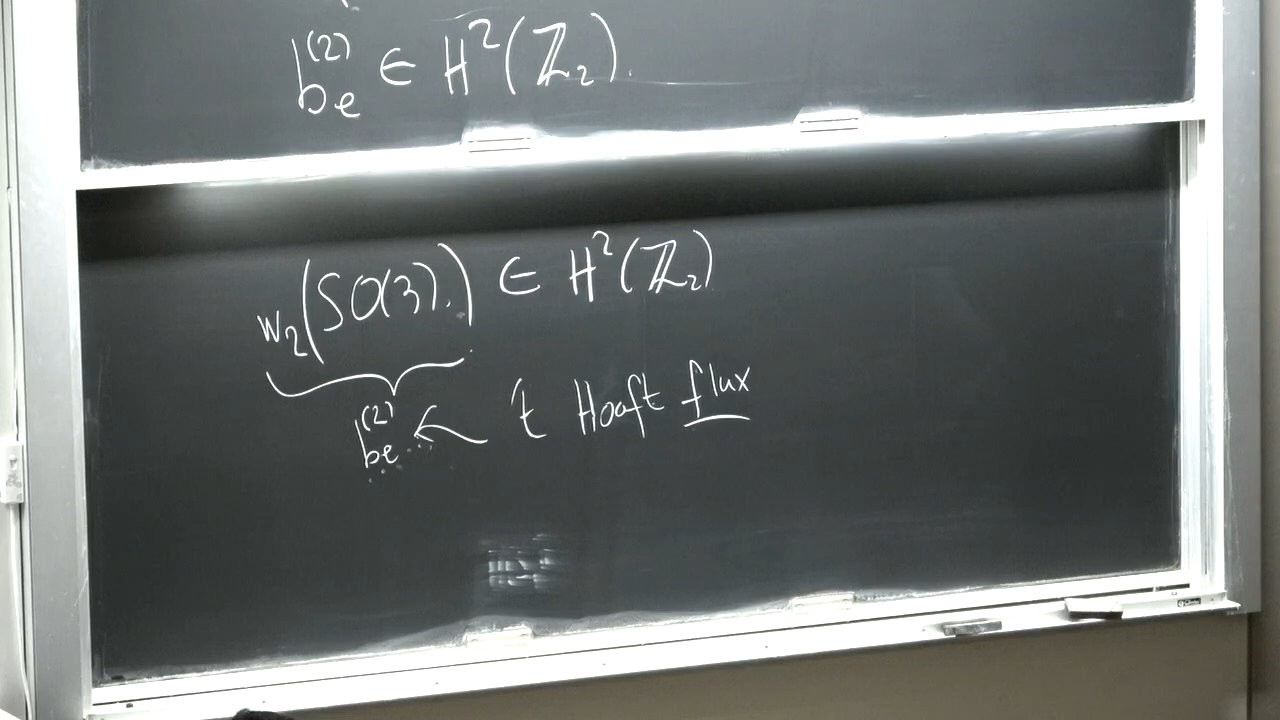 b_e^{(2)} ∈ H^2(ℤ_2).
w_2(SO(3).) ∈ H^2(ℤ_2)
b_e^{(2)} ← 't Hooft flux